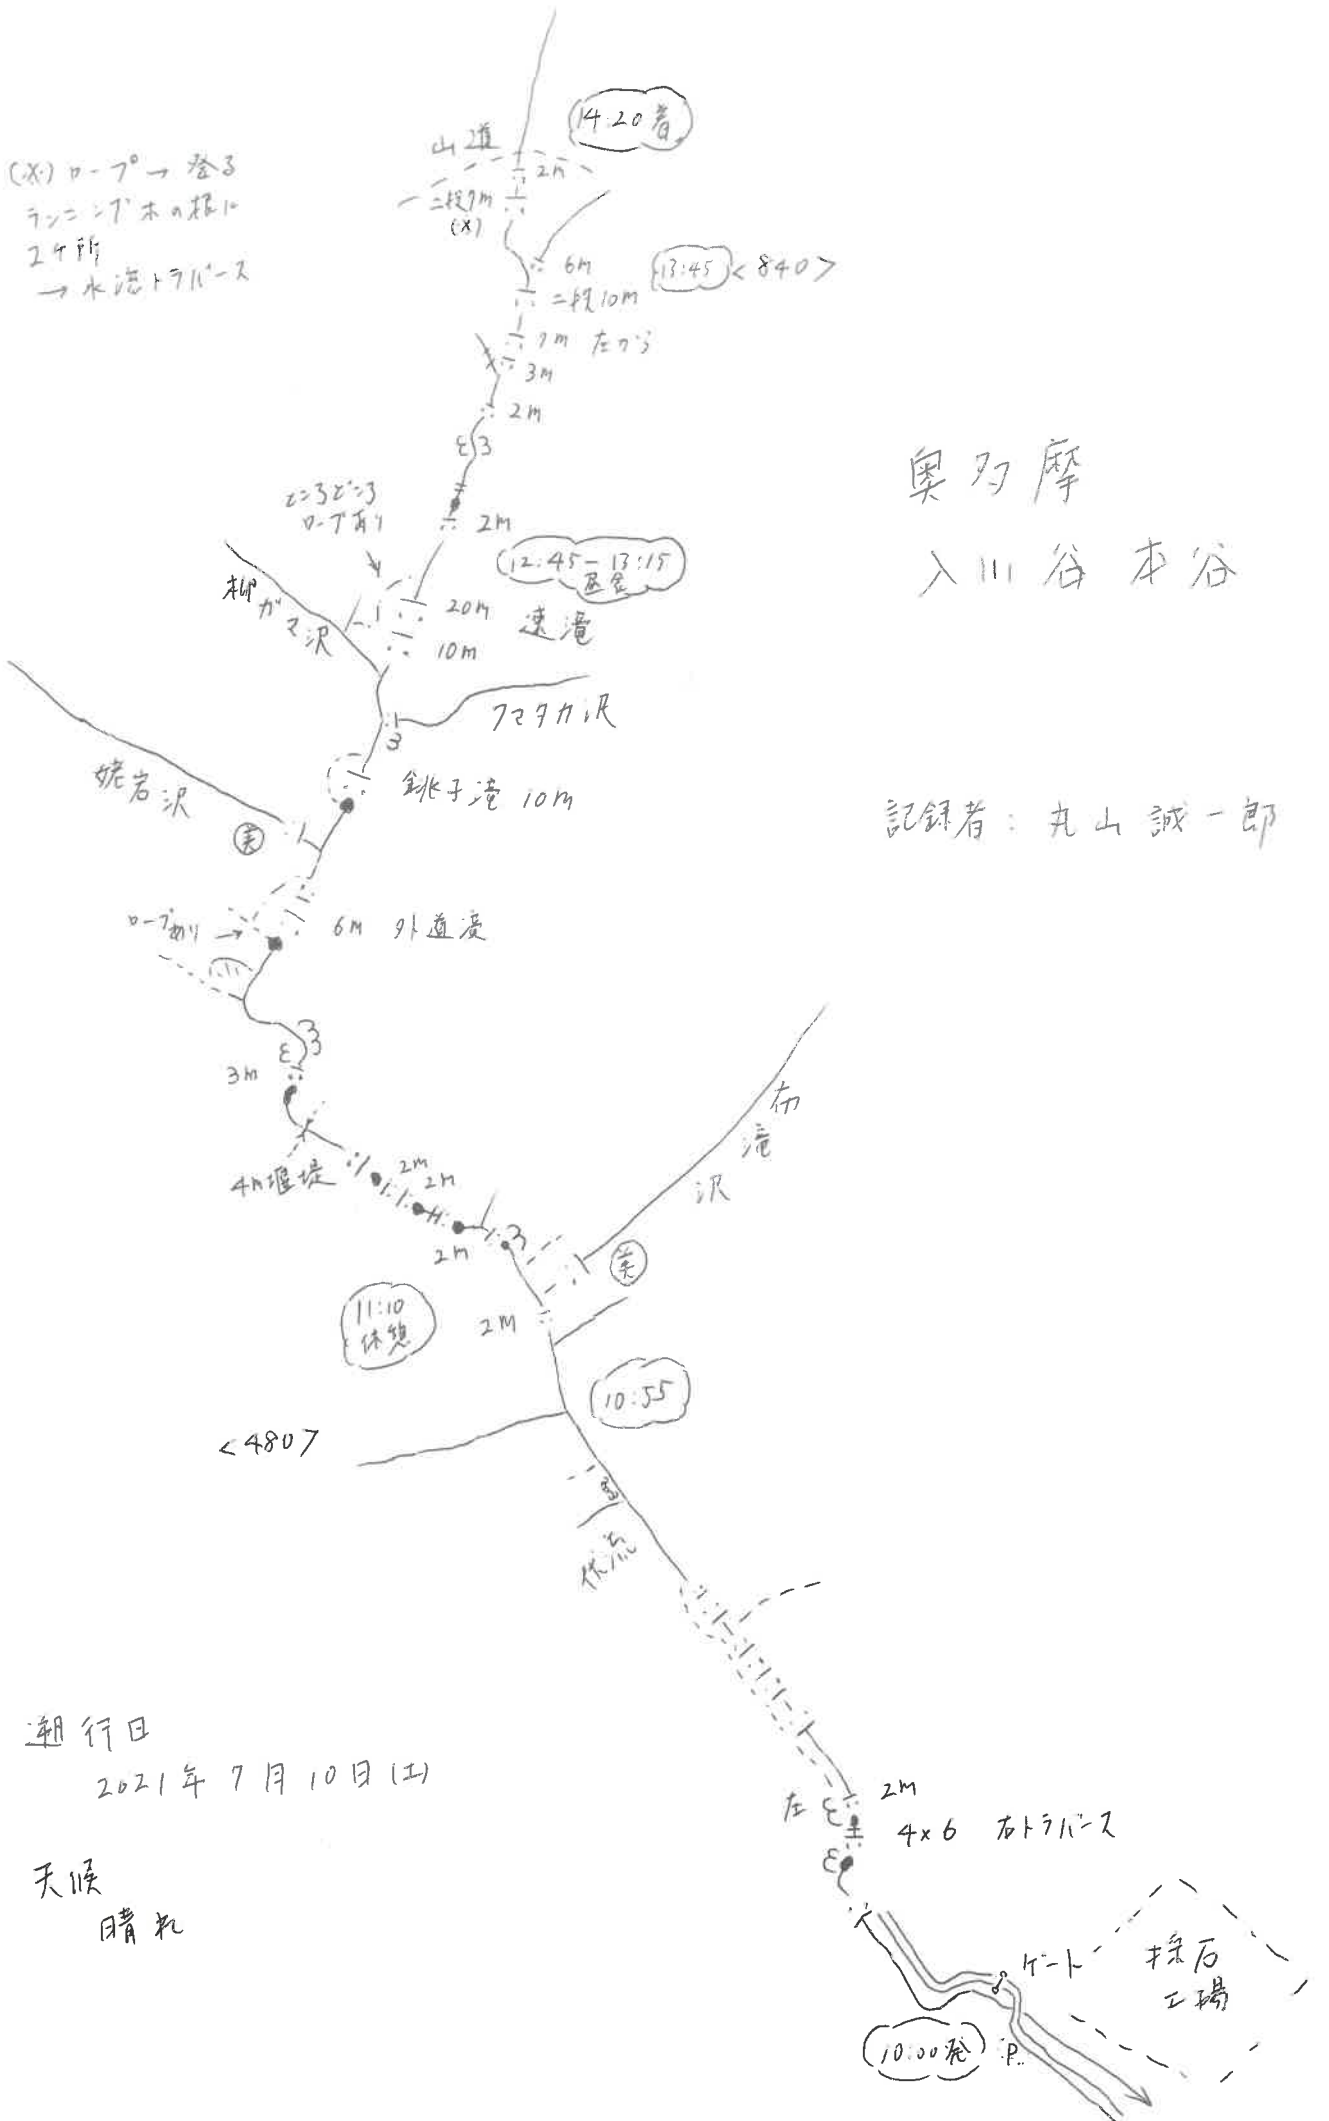 14:20着
山道
2m
二段7m
(※)
(※)ロープ→登る
ランニング木の根に
2ケ所
→水流トラバース
6m
13:45
<840>
二段10m
7m 左から
3m
2m
ところどころ
ロープあり
2m
12:45-13:15
昼食
20m
速滝
10m
柳ガマ沢
クマタカ沢
銚子滝 10m
姥岩沢
美
ロープあり→
6m 外道滝
3m
4m堰堤
2m
2m
2m
布滝沢
美
11:10
休憩
2m
10:55
<480>
伏流
奥多摩
入川谷 本谷
記録者:丸山誠一郎
遡行日
2021年7月10日(土)
天候
晴れ
左
2m
4×6 右トラバース
ゲート
採石
工場
10:00発
P